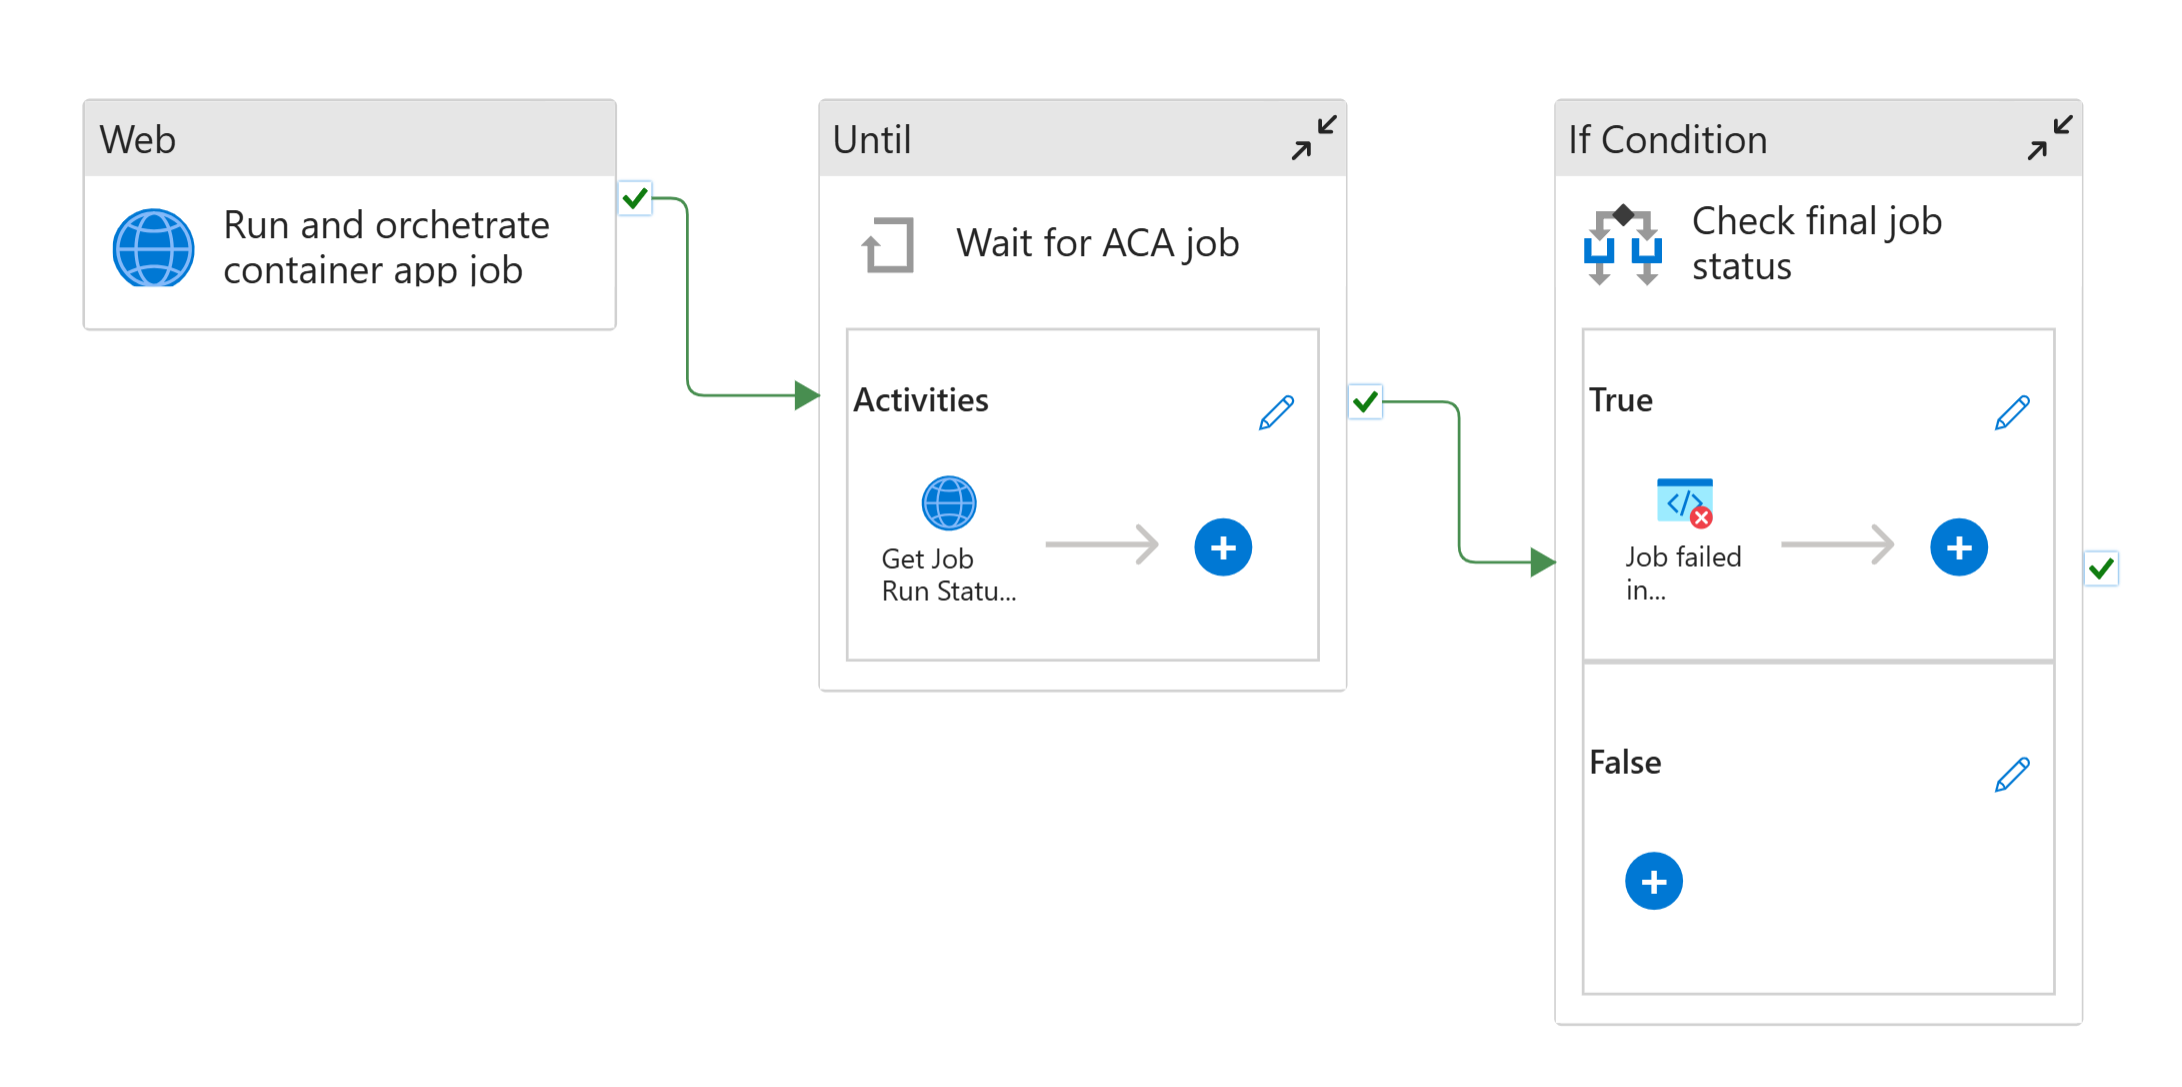 Web
Run and orchetrate
container app job
Until
Wait for ACA job
Activities
Get Job
Run Statu...
If Condition
Check final job
status
True
Job failed
in...
False